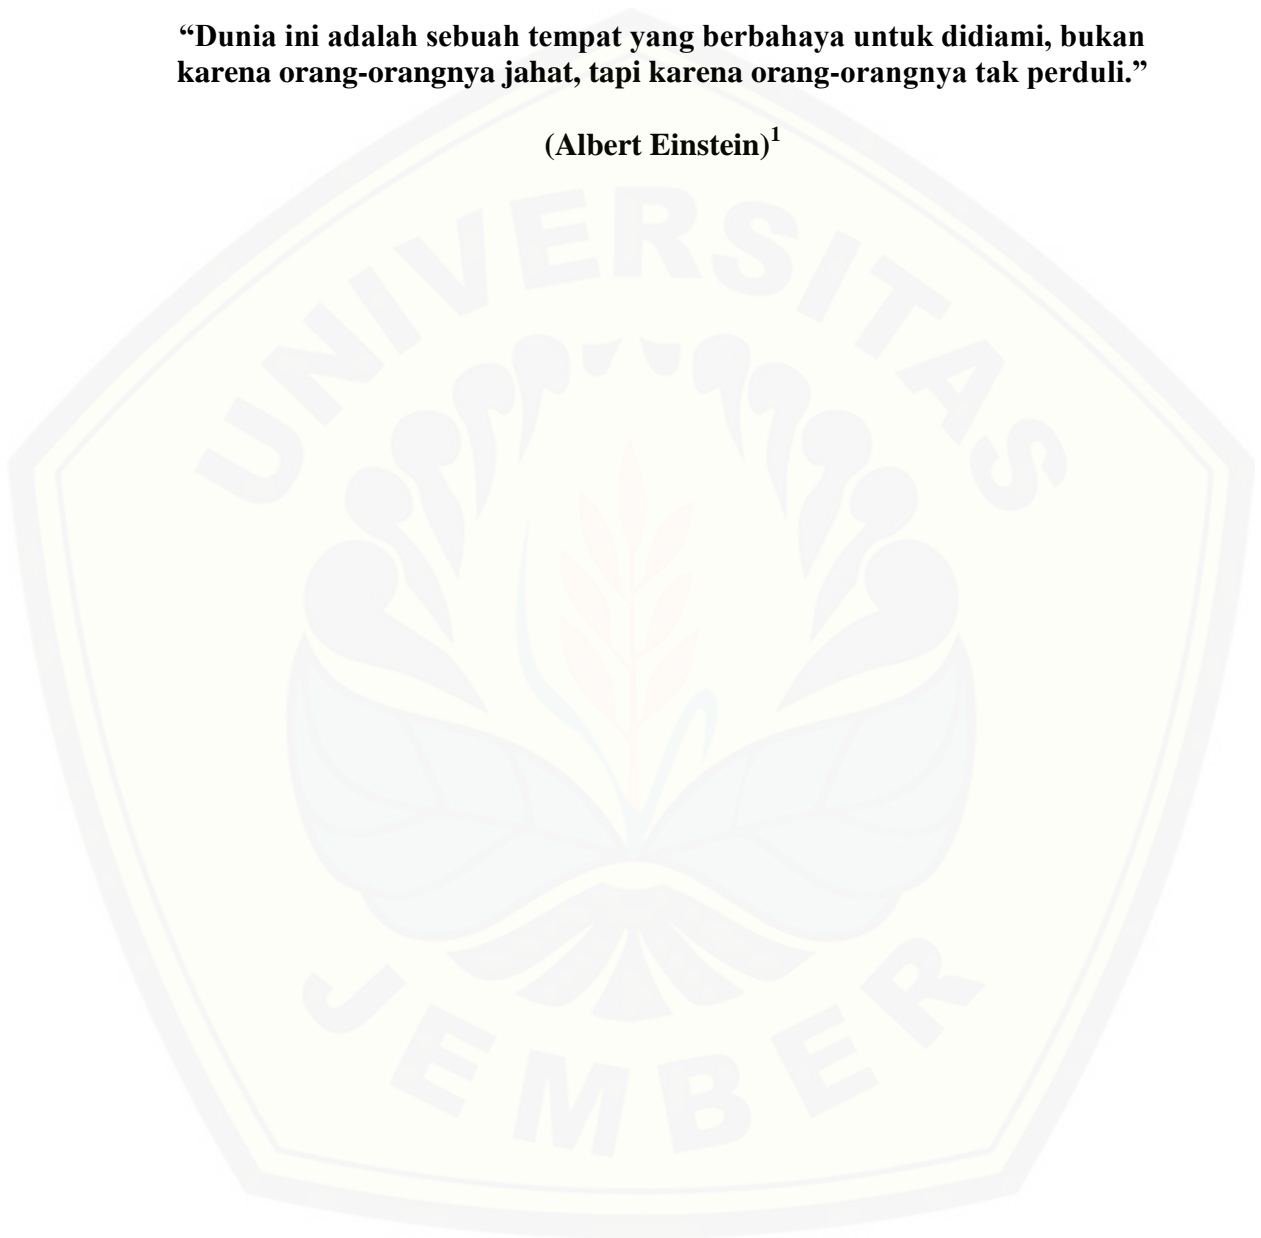 “Dunia ini adalah sebuah tempat yang berbahaya untuk didiami, bukan
karena orang-orangnya jahat, tapi karena orang-orangnya tak perduli.”
(Albert Einstein)1
UNIVERSITAS
JEMBER